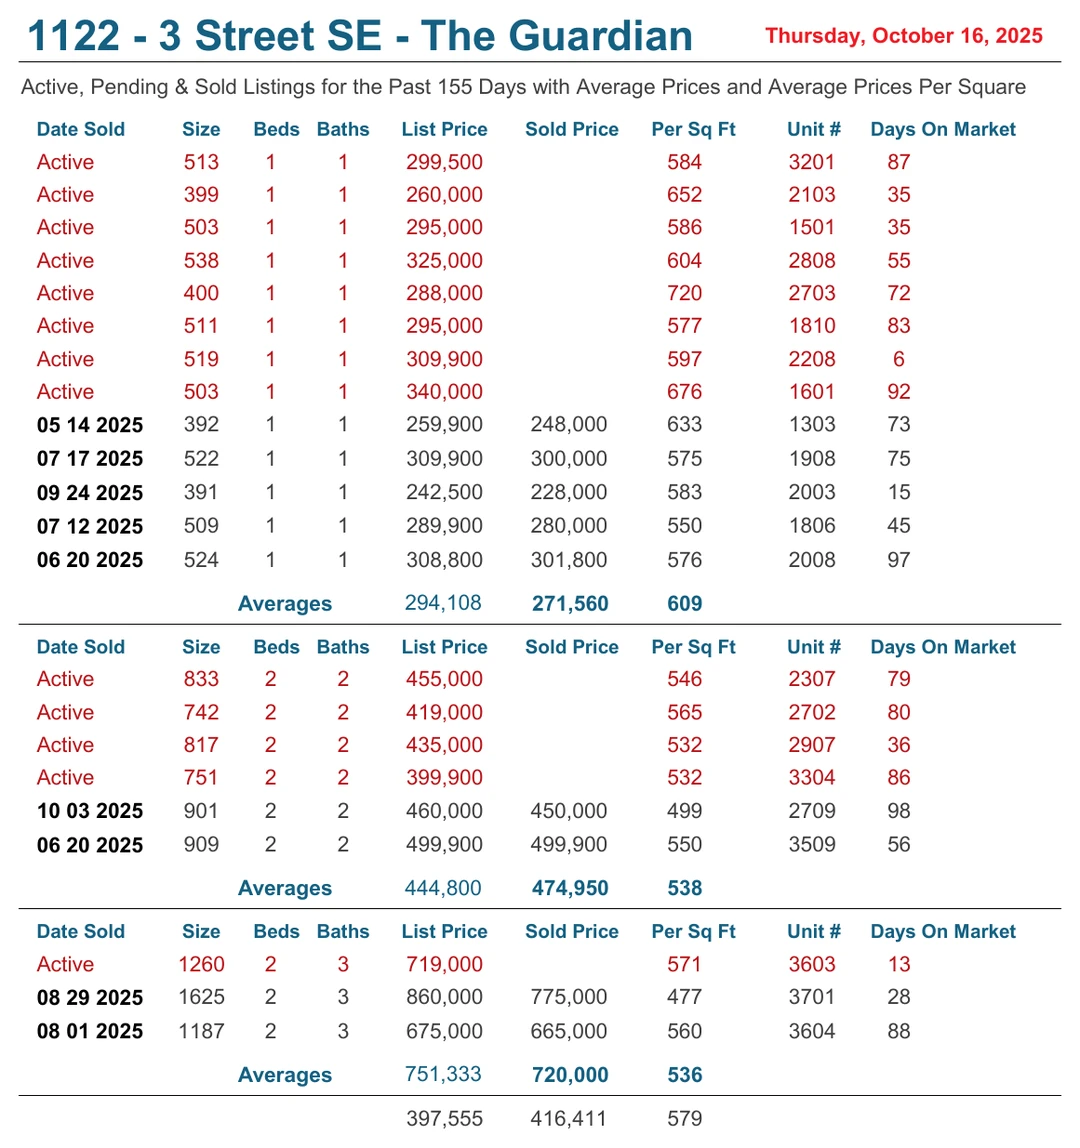 1122 - 3 Street SE - The Guardian Thursday, October 16, 2025
Active, Pending & Sold Listings for the Past 155 Days with Average Prices and Average Prices Per Square
Date Sold Size Beds Baths List Price Sold Price Per Sq Ft Unit # Days On Market
Active 513 1 1 299,500 584 3201 87
Active 399 1 1 260,000 652 2103 35
Active 503 1 1 295,000 586 1501 35
Active 538 1 1 325,000 604 2808 55
Active 400 1 1 288,000 720 2703 72
Active 511 1 1 295,000 577 1810 83
Active 519 1 1 309,900 597 2208 6
Active 503 1 1 340,000 676 1601 92
05 14 2025 392 1 1 259,900 248,000 633 1303 73
07 17 2025 522 1 1 309,900 300,000 575 1908 75
09 24 2025 391 1 1 242,500 228,000 583 2003 15
07 12 2025 509 1 1 289,900 280,000 550 1806 45
06 20 2025 524 1 1 308,800 301,800 576 2008 97
Averages 294,108 271,560 609
Date Sold Size Beds Baths List Price Sold Price Per Sq Ft Unit # Days On Market
Active 833 2 2 455,000 546 2307 79
Active 742 2 2 419,000 565 2702 80
Active 817 2 2 435,000 532 2907 36
Active 751 2 2 399,900 532 3304 86
10 03 2025 901 2 2 460,000 450,000 499 2709 98
06 20 2025 909 2 2 499,900 499,900 550 3509 56
Averages 444,800 474,950 538
Date Sold Size Beds Baths List Price Sold Price Per Sq Ft Unit # Days On Market
Active 1260 2 3 719,000 571 3603 13
08 29 2025 1625 2 3 860,000 775,000 477 3701 28
08 01 2025 1187 2 3 675,000 665,000 560 3604 88
Averages 751,333 720,000 536
397,555 416,411 579